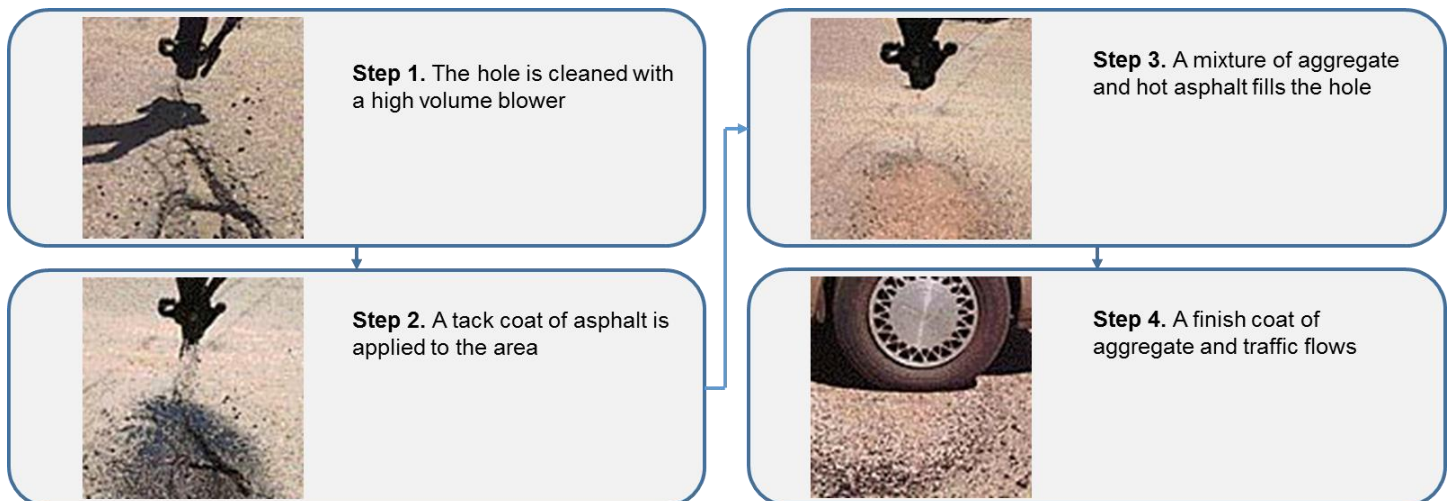 Step 1. The hole is cleaned with
a high volume blower
Step 2. A tack coat of asphalt is
applied to the area
Step 3. A mixture of aggregate
and hot asphalt fills the hole
Step 4. A finish coat of
aggregate and traffic flows